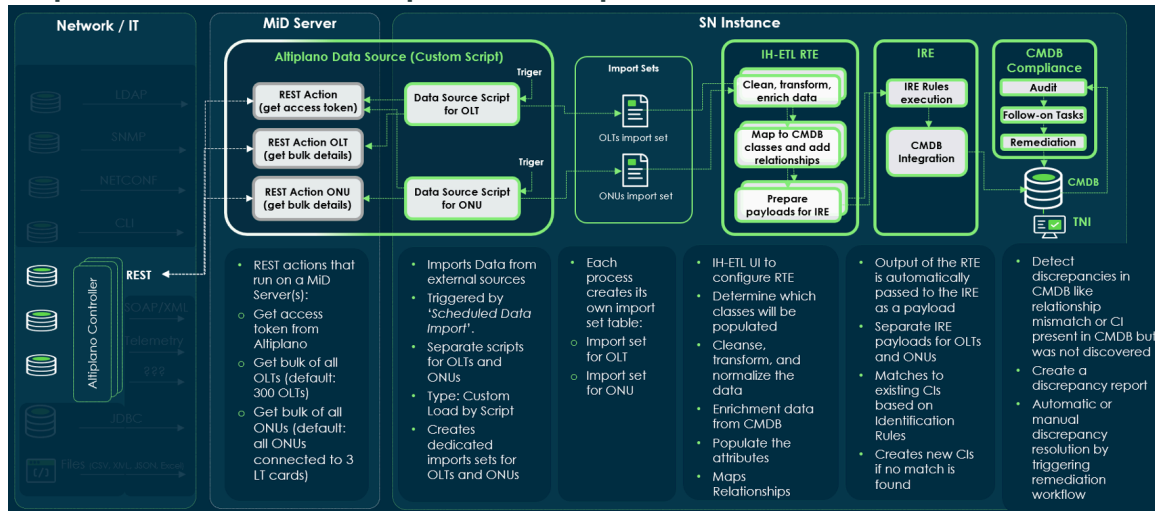 Network / IT
MiD Server
SN Instance
LDAP
SNMP
NETCONF
CLI
REST
SOAP/XML
Telemetry
???
JDBC
Files (CSV, XML, JSON, Excel)
Altiplano Controller
Altiplano Data Source (Custom Script)
REST Action
(get access token)
REST Action OLT
(get bulk details)
REST Action ONU
(get bulk details)
Triger
Data Source Script
for OLT
Triger
Data Source Script
for ONU
Import Sets
OLTs import set
ONUs import set
IH-ETL RTE
Clean, transform,
enrich data
Map to CMDB
classes and add
relationships
Prepare
payloads for IRE
IRE
IRE Rules
execution
CMDB
Integration
CMDB
Compliance
Audit
Follow-on Tasks
Remediation
CMDB
TNI
• REST actions that
run on a MiD
Server(s):
○ Get access
token from
Altiplano
○ Get bulk of all
OLTs (default:
300 OLTs)
○ Get bulk of all
ONUs (default:
all ONUs
connected to 3
LT cards)
• Imports Data from
external sources
• Triggered by
'Scheduled Data
Import'.
• Separate scripts
for OLTs and
ONUs
• Type: Custom
Load by Script
• Creates
dedicated
imports sets for
OLTs and ONUs
• Each
process
creates its
own import
set table:
○ Import set
for OLT
○ Import set
for ONU
• IH-ETL UI to
configure RTE
• Determine which
classes will be
populated
• Cleanse,
transform, and
normalize the
data
• Enrichment data
from CMDB
• Populate the
attributes
• Maps
Relationships
• Output of the RTE
is automatically
passed to the IRE
as a payload
• Separate IRE
payloads for OLTs
and ONUs
• Matches to
existing CIs
based on
Identification
Rules
• Creates new CIs
if no match is
found
• Detect
discrepancies in
CMDB like
relationship
mismatch or CI
present in CMDB but
was not discovered
• Create a
discrepancy report
• Automatic or
manual
discrepancy
resolution by
triggering
remediation
workflow